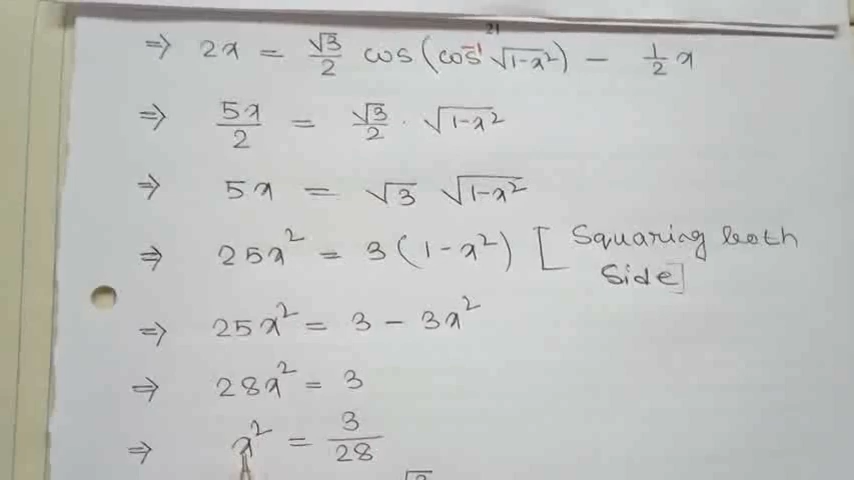 21
⇒ 2x = √3/2 cos(cos⁻¹ √1-x²) - 1/2 x
⇒ 5x/2 = √3/2 · √1-x²
⇒ 5x = √3 √1-x²
⇒ 25x² = 3(1-x²) [Squaring both
Side]
⇒ 25x² = 3 - 3x²
⇒ 28x² = 3
⇒ x² = 3/28